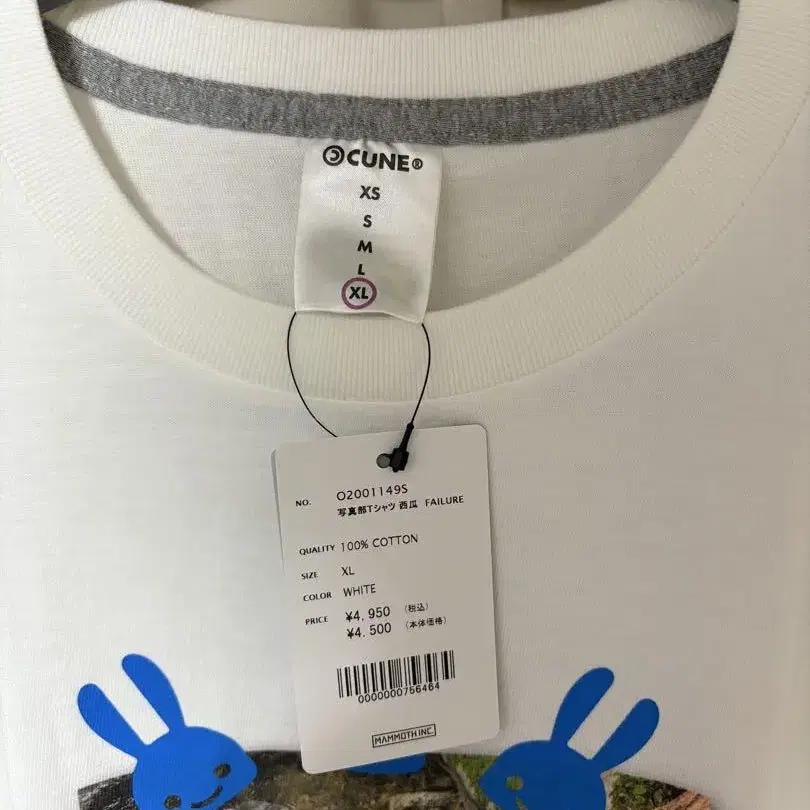 CUNE®
XS
S
M
L
XL
NO. O2001149S
写真部Tシャツ 西瓜 FAILURE
QUALITY 100% COTTON
SIZE XL
COLOR WHITE
PRICE ¥4,950 (税込)
¥4,500 (本体価格)
0000000756464
MAMMOTH INC.